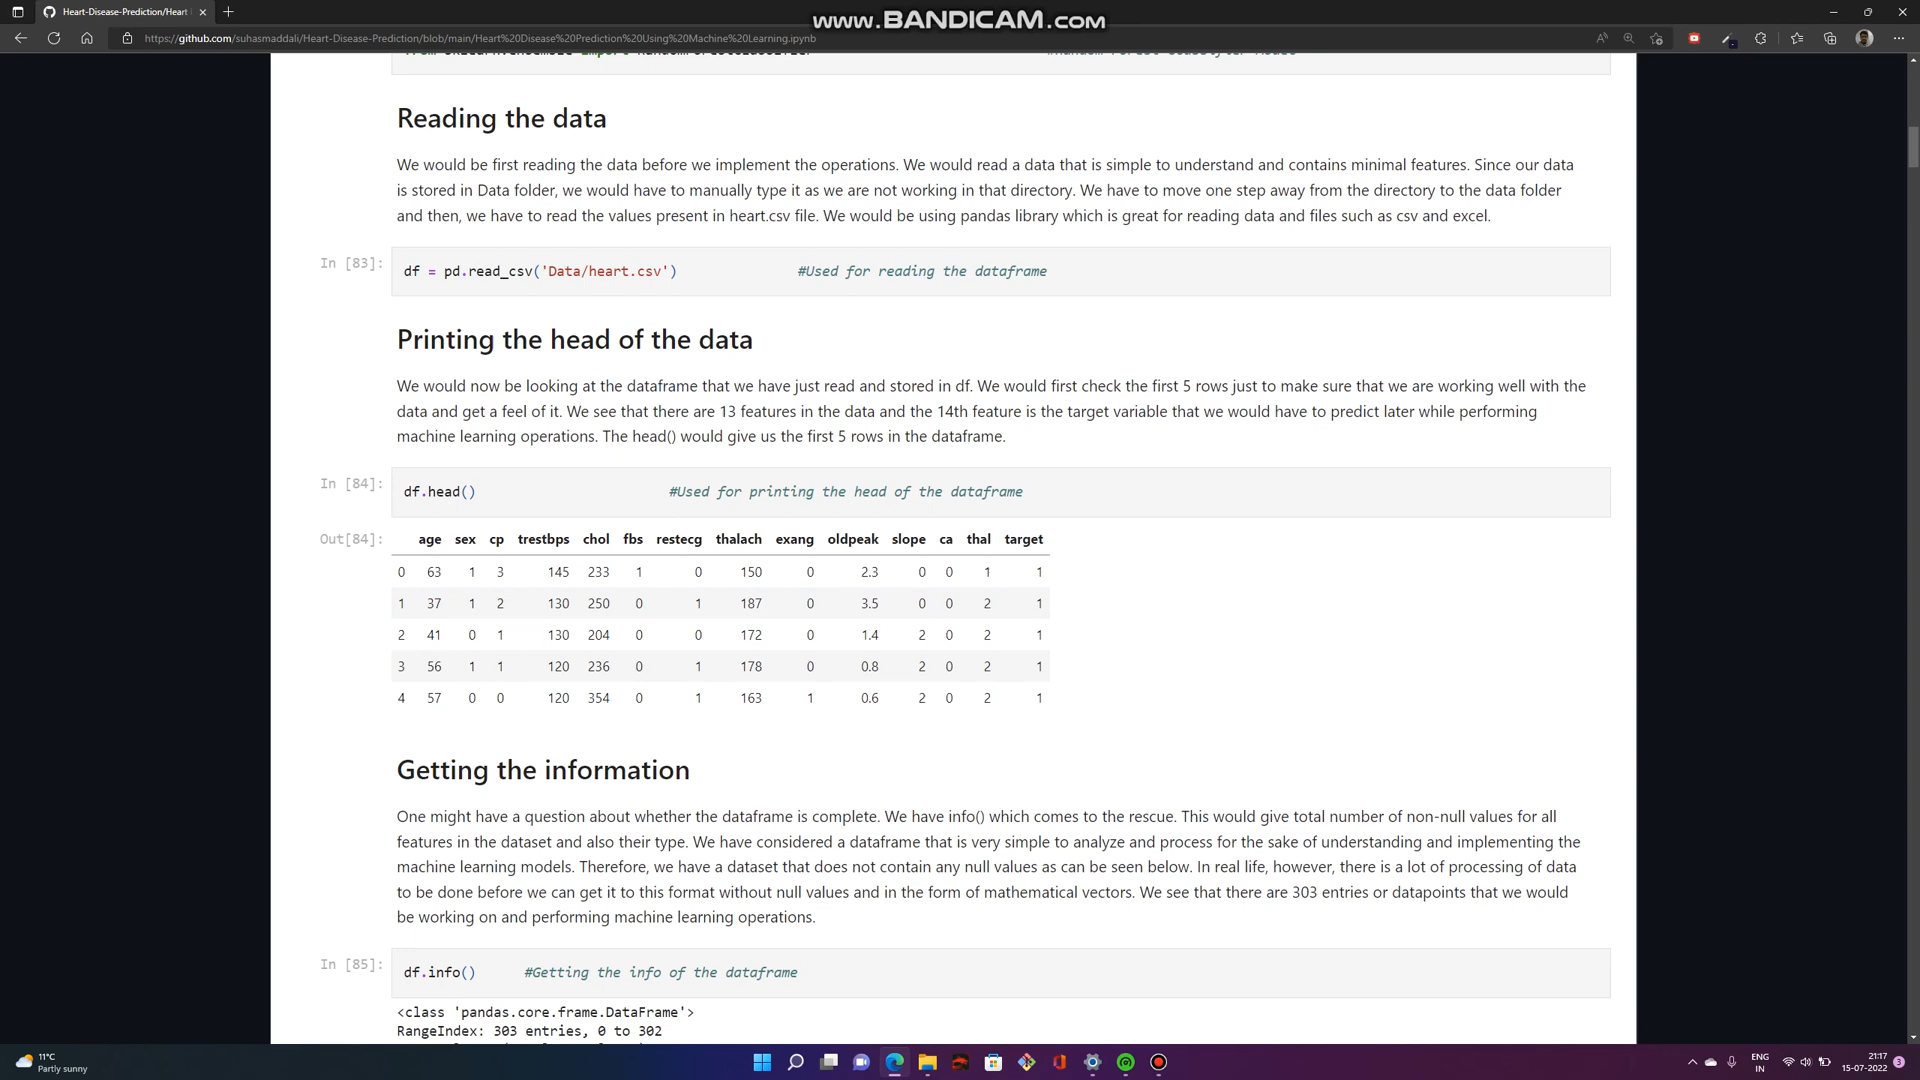 www.BANDICAM.com
Heart-Disease-Prediction/Heart
https://github.com/suhasmaddali/Heart-Disease-Prediction/blob/main/Heart%20Disease%20Prediction%20Using%20Machine%20Learning.ipynb
Reading the data
We would be first reading the data before we implement the operations. We would read a data that is simple to understand and contains minimal features. Since our data
is stored in Data folder, we would have to manually type it as we are not working in that directory. We have to move one step away from the directory to the data folder
and then, we have to read the values present in heart.csv file. We would be using pandas library which is great for reading data and files such as csv and excel.
In [83]: df = pd.read_csv('Data/heart.csv') #Used for reading the dataframe
Printing the head of the data
We would now be looking at the dataframe that we have just read and stored in df. We would first check the first 5 rows just to make sure that we are working well with the
data and get a feel of it. We see that there are 13 features in the data and the 14th feature is the target variable that we would have to predict later while performing
machine learning operations. The head() would give us the first 5 rows in the dataframe.
In [84]: df.head() #Used for printing the head of the dataframe
Out[84]: age sex cp trestbps chol fbs restecg thalach exang oldpeak slope ca thal target
0 63 1 3 145 233 1 0 150 0 2.3 0 0 1 1
1 37 1 2 130 250 0 1 187 0 3.5 0 0 2 1
2 41 0 1 130 204 0 0 172 0 1.4 2 0 2 1
3 56 1 1 120 236 0 1 178 0 0.8 2 0 2 1
4 57 0 0 120 354 0 1 163 1 0.6 2 0 2 1
Getting the information
One might have a question about whether the dataframe is complete. We have info() which comes to the rescue. This would give total number of non-null values for all
features in the dataset and also their type. We have considered a dataframe that is very simple to analyze and process for the sake of understanding and implementing the
machine learning models. Therefore, we have a dataset that does not contain any null values as can be seen below. In real life, however, there is a lot of processing of data
to be done before we can get it to this format without null values and in the form of mathematical vectors. We see that there are 303 entries or datapoints that we would
be working on and performing machine learning operations.
In [85]: df.info() #Getting the info of the dataframe
<class 'pandas.core.frame.DataFrame'>
RangeIndex: 303 entries, 0 to 302
11°C
Partly sunny
ENG
IN
21:17
15-07-2022
3